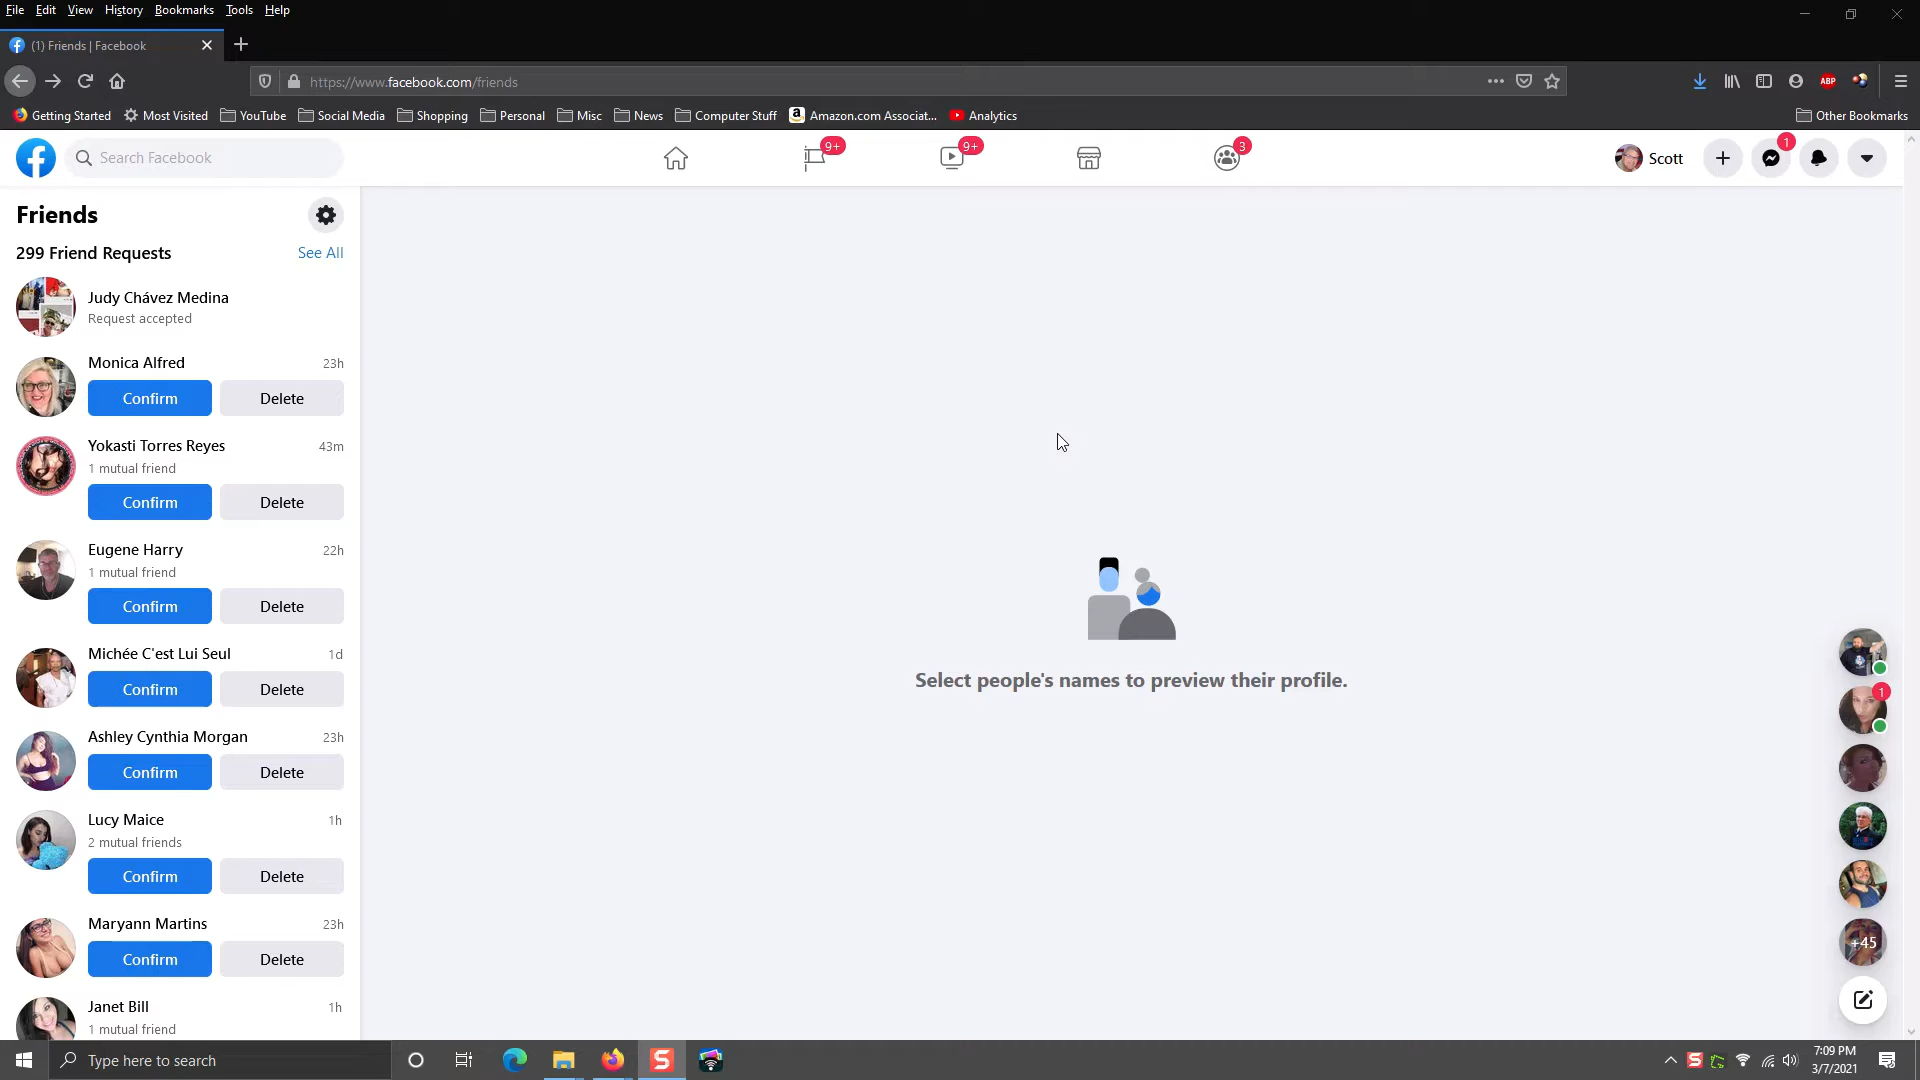 File Edit View History Bookmarks Tools Help
(1) Friends | Facebook
https://www.facebook.com/friends
ABP
Getting Started Most Visited YouTube Social Media Shopping Personal Misc News Computer Stuff Amazon.com Associat... Analytics Other Bookmarks
Search Facebook 9+ 9+ 3 Scott 1
Friends
299 Friend Requests See All
Judy Chávez Medina
Request accepted
Monica Alfred 23h
Confirm Delete
Yokasti Torres Reyes 43m
1 mutual friend
Confirm Delete
Eugene Harry 22h
1 mutual friend
Confirm Delete
Michée C'est Lui Seul 1d
Confirm Delete
Ashley Cynthia Morgan 23h
Confirm Delete
Lucy Maice 1h
2 mutual friends
Confirm Delete
Maryann Martins 23h
Confirm Delete
Janet Bill 1h
1 mutual friend
Select people's names to preview their profile.
1
+45
Type here to search
S
S
7:09 PM
3/7/2021